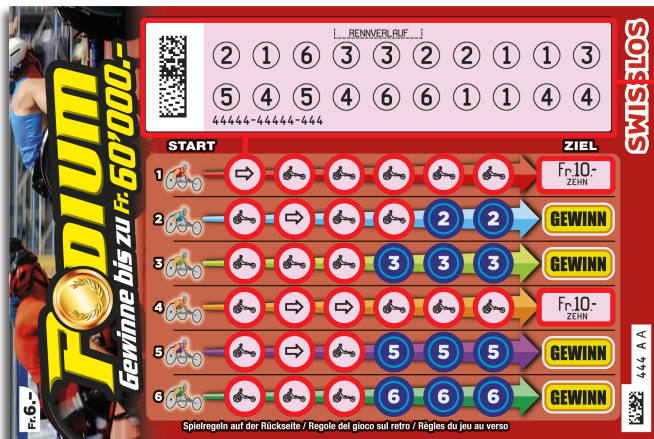 RENNVERLAUF
2 1 6 3 3 2 2 1 1 3
5 4 5 4 6 6 1 1 4 4
44444-44444-444
START ZIEL
1 Fr.10.-
ZEHN
2 2 2 GEWINN
3 3 3 3 GEWINN
4 Fr.10.-
ZEHN
5 5 5 5 GEWINN
6 6 6 6 GEWINN
Spielregeln auf der Rückseite / Regole del gioco sul retro / Règles du jeu au verso
PODIUM
Gewinne bis zu Fr. 60'000.-
Fr.6.-
SWISSLOS
444 AA